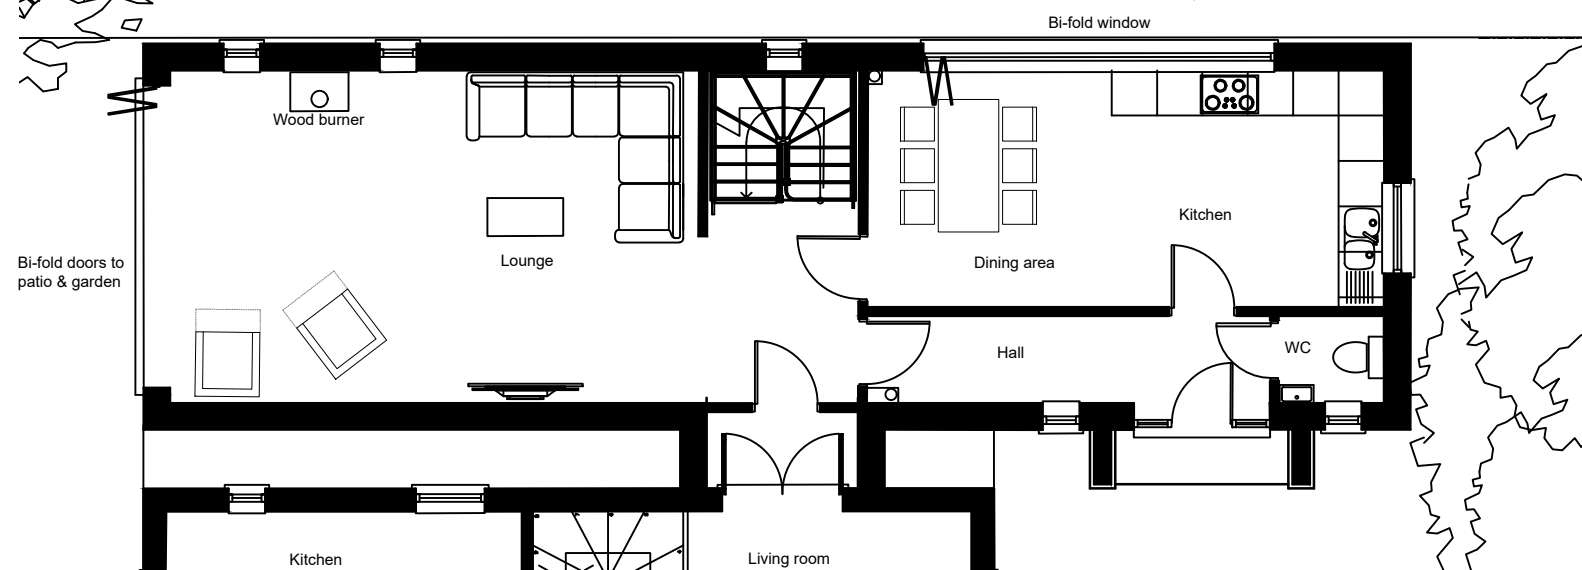 Bi-fold window
Wood burner
Kitchen
Bi-fold doors to
patio & garden
Lounge
Dining area
Hall
WC
Kitchen
Living room